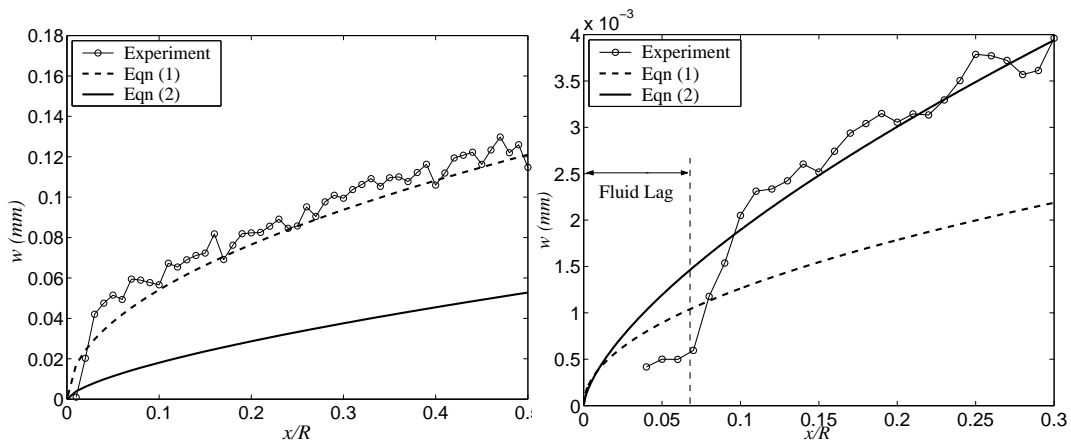 0.18
0.16
0.14
0.12
0.1
0.08
0.06
0.04
0.02
0
w (mm)
Experiment
Eqn (1)
Eqn (2)
0 0.1 0.2 0.3 0.4 0.5
x/R
x 10⁻³
4
3.5
3
2.5
2
1.5
1
0.5
0
w (mm)
Experiment
Eqn (1)
Eqn (2)
Fluid Lag
0 0.05 0.1 0.15 0.2 0.25 0.3
x/R